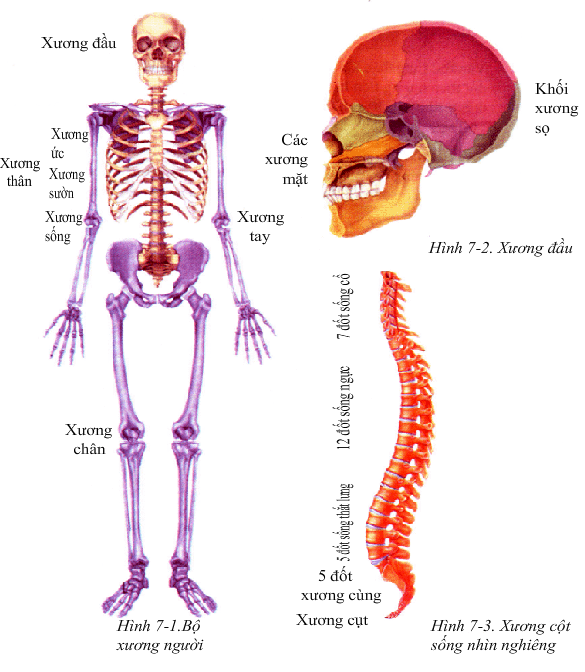 Xương đầu
Xương
ức
Xương
thân
Xương
sườn
Xương
sống
Xương
tay
Xương
chân
Hình 7-1.Bộ
xương người
Khối
xương
sọ
Các
xương
mặt
Hình 7-2. Xương đầu
7 đốt sống cổ
12 đốt sống ngực
5 đốt sống thắt lưng
5 đốt
xương cùng
Xương cụt
Hình 7-3. Xương cột
sống nhìn nghiêng